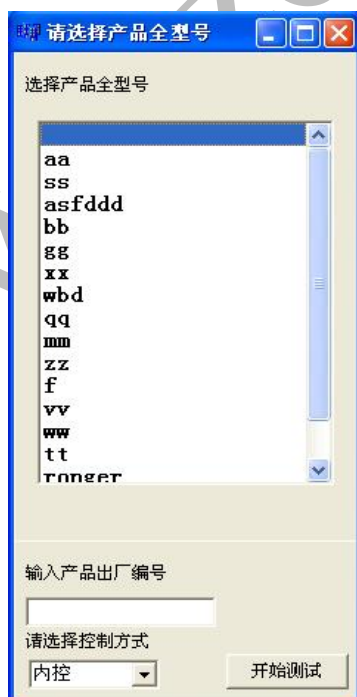 请选择产品全型号
选择产品全型号
aa
ss
asfddd
bb
gg
xx
wbd
qq
mm
zz
f
vv
ww
tt
ronger
输入产品出厂编号
请选择控制方式
内控
开始测试